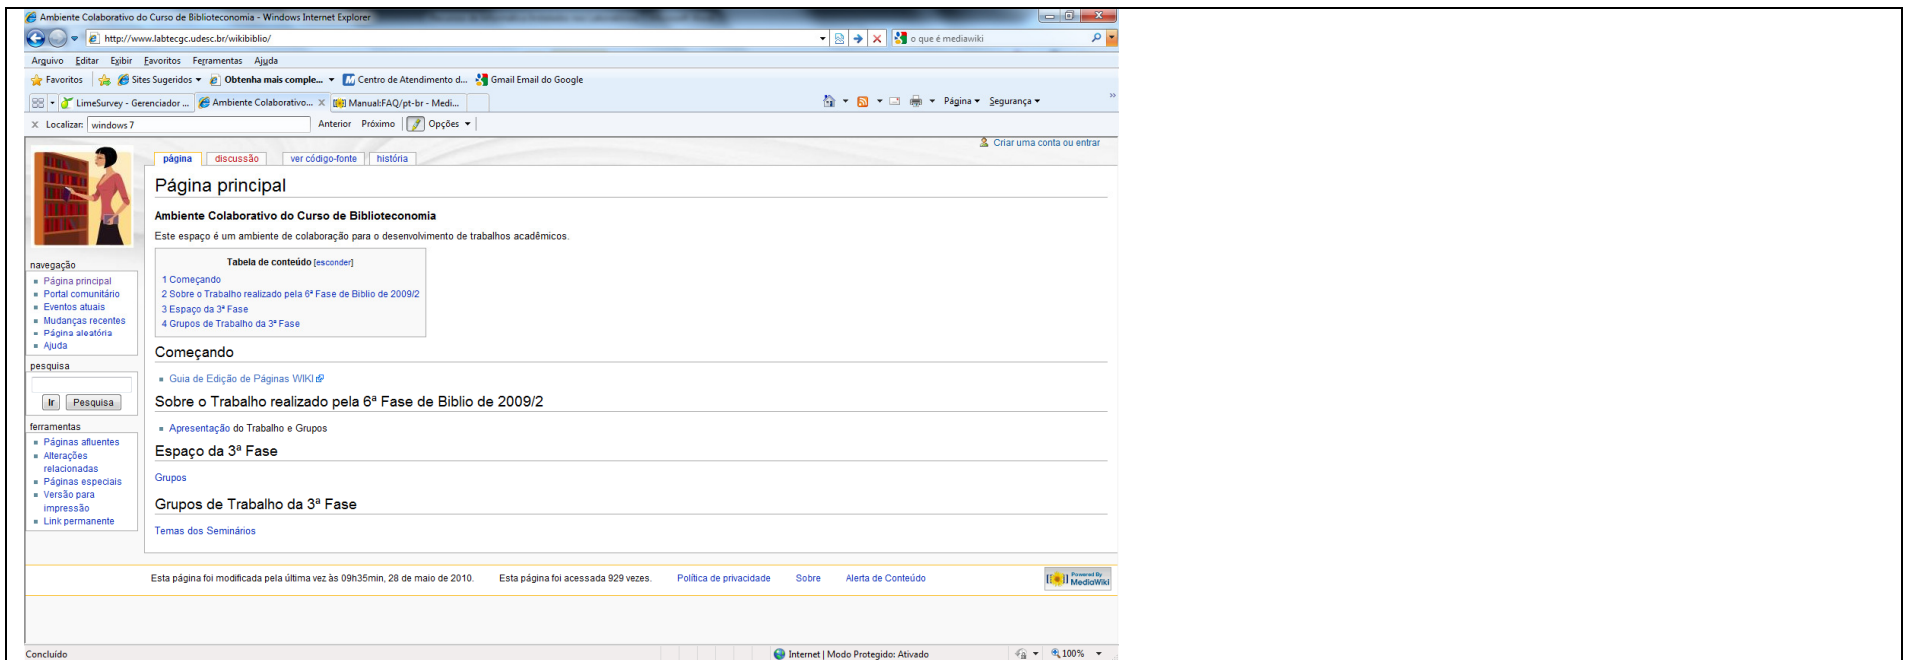 Ambiente Colaborativo do Curso de Biblioteconomia - Windows Internet Explorer
http://www.labtecgc.udesc.br/wikibiblio/
o que é mediawiki
Arquivo Editar Exibir Favoritos Ferramentas Ajuda
Favoritos Sites Sugeridos Obtenha mais comple... Centro de Atendimento d... Gmail Email do Google
LimeSurvey - Gerenciador ... Ambiente Colaborativo... Manual:FAQ/pt-br - Medi... Página Segurança
Localizar: windows 7 Anterior Próximo Opções
Criar uma conta ou entrar
página discussão ver código-fonte história
Página principal
Ambiente Colaborativo do Curso de Biblioteconomia
Este espaço é um ambiente de colaboração para o desenvolvimento de trabalhos acadêmicos.
Tabela de conteúdo [esconder]
1 Começando
2 Sobre o Trabalho realizado pela 6ª Fase de Biblio de 2009/2
3 Espaço da 3ª Fase
4 Grupos de Trabalho da 3ª Fase
navegação
Página principal
Portal comunitário
Eventos atuais
Mudanças recentes
Página aleatória
Ajuda
pesquisa
Ir Pesquisa
ferramentas
Páginas afluentes
Alterações
relacionadas
Páginas especiais
Versão para
impressão
Link permanente
Começando
Guia de Edição de Páginas WIKI
Sobre o Trabalho realizado pela 6ª Fase de Biblio de 2009/2
Apresentação do Trabalho e Grupos
Espaço da 3ª Fase
Grupos
Grupos de Trabalho da 3ª Fase
Temas dos Seminários
Esta página foi modificada pela última vez às 09h35min, 28 de maio de 2010. Esta página foi acessada 929 vezes. Política de privacidade Sobre Alerta de Conteúdo
Powered By
MediaWiki
Concluído Internet | Modo Protegido: Ativado 100%